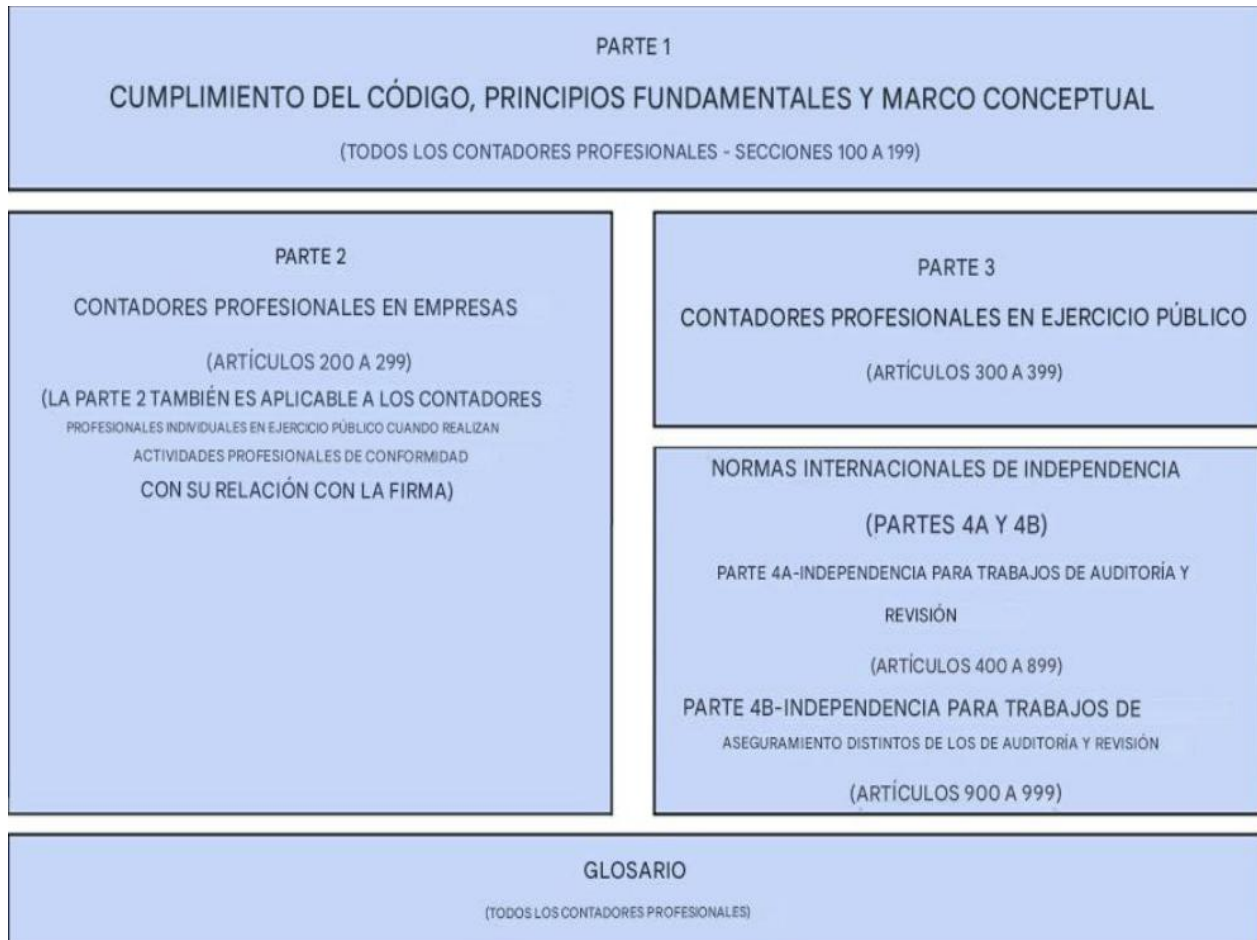 PARTE 1
CUMPLIMIENTO DEL CÓDIGO, PRINCIPIOS FUNDAMENTALES Y MARCO CONCEPTUAL
(TODOS LOS CONTADORES PROFESIONALES - SECCIONES 100 A 199)
PARTE 2
CONTADORES PROFESIONALES EN EMPRESAS
(ARTÍCULOS 200 A 299)
(LA PARTE 2 TAMBIÉN ES APLICABLE A LOS CONTADORES
PROFESIONALES INDIVIDUALES EN EJERCICIO PÚBLICO CUANDO REALIZAN
ACTIVIDADES PROFESIONALES DE CONFORMIDAD
CON SU RELACIÓN CON LA FIRMA)
PARTE 3
CONTADORES PROFESIONALES EN EJERCICIO PÚBLICO
(ARTÍCULOS 300 A 399)
NORMAS INTERNACIONALES DE INDEPENDENCIA
(PARTES 4A Y 4B)
PARTE 4A-INDEPENDENCIA PARA TRABAJOS DE AUDITORÍA Y
REVISIÓN
(ARTÍCULOS 400 A 899)
PARTE 4B-INDEPENDENCIA PARA TRABAJOS DE
ASEGURAMIENTO DISTINTOS DE LOS DE AUDITORÍA Y REVISIÓN
(ARTÍCULOS 900 A 999)
GLOSARIO
(TODOS LOS CONTADORES PROFESIONALES)